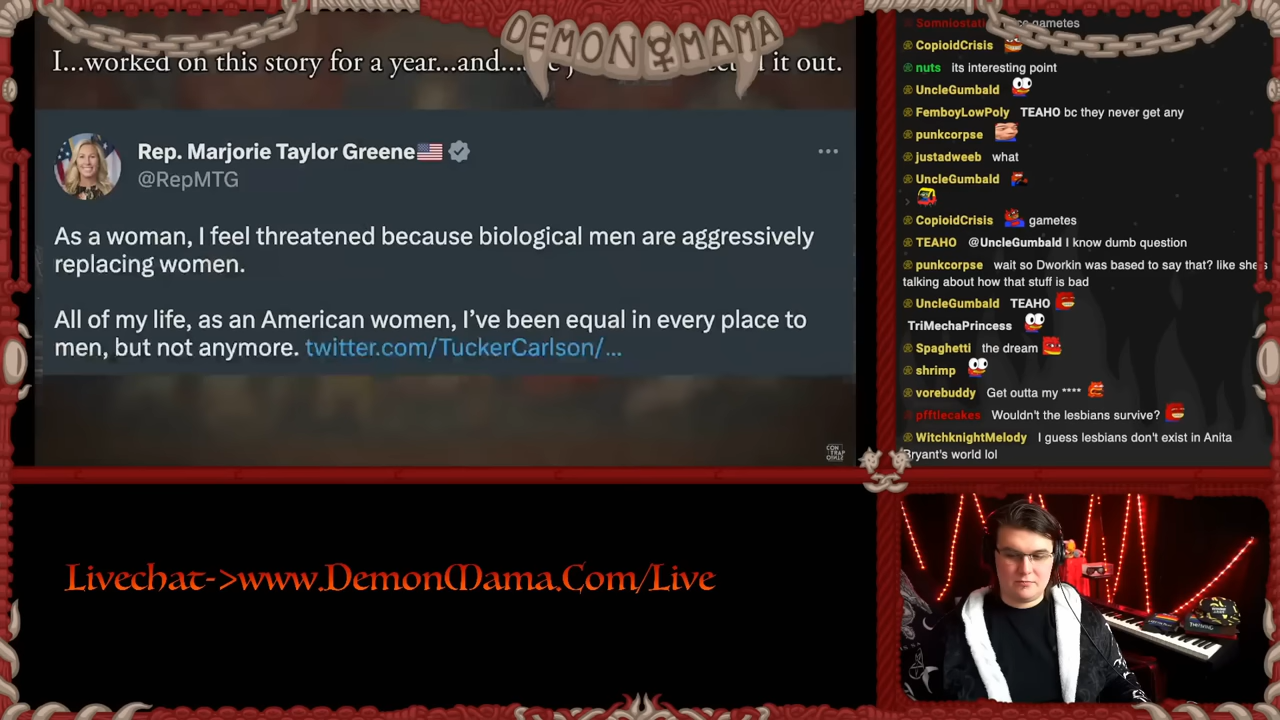 DEMON MAMA
I...worked on this story for a year...and... it out.
Rep. Marjorie Taylor Greene
@RepMTG
As a woman, I feel threatened because biological men are aggressively
replacing women.
All of my life, as an American women, I've been equal in every place to
men, but not anymore. twitter.com/TuckerCarlson/...
CON
TRAP
Livechat->www.DemonMama.Com/Live
gametes
CopioidCrisis
nuts its interesting point
UncleGumbald
FemboyLowPoly TEAHO bc they never get any
punkcorpse
justadweeb what
UncleGumbald
CopioidCrisis gametes
TEAHO @UncleGumbald I know dumb question
punkcorpse wait so Dworkin was based to say that? like she's
talking about how that stuff is bad
UncleGumbald TEAHO
TriMechaPrincess
Spaghetti the dream
shrimp
vorebuddy Get outta my ****
pfftlecakes Wouldn't the lesbians survive?
WitchknightMelody I guess lesbians don't exist in Anita
Bryant's world lol